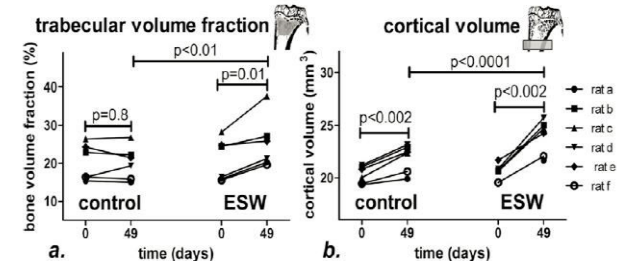 trabecular volume fraction
bone volume fraction (%)
40
30
20
10
p<0.01
p=0.8
p=0.01
control
ESW
0
49
0
49
time (days)
a.
cortical volume
cortical volume (mm³)
30
25
20
p<0.0001
p<0.002
p<0.002
control
ESW
0
49
0
49
time (days)
b.
rat a
rat b
rat c
rat d
rat e
rat f